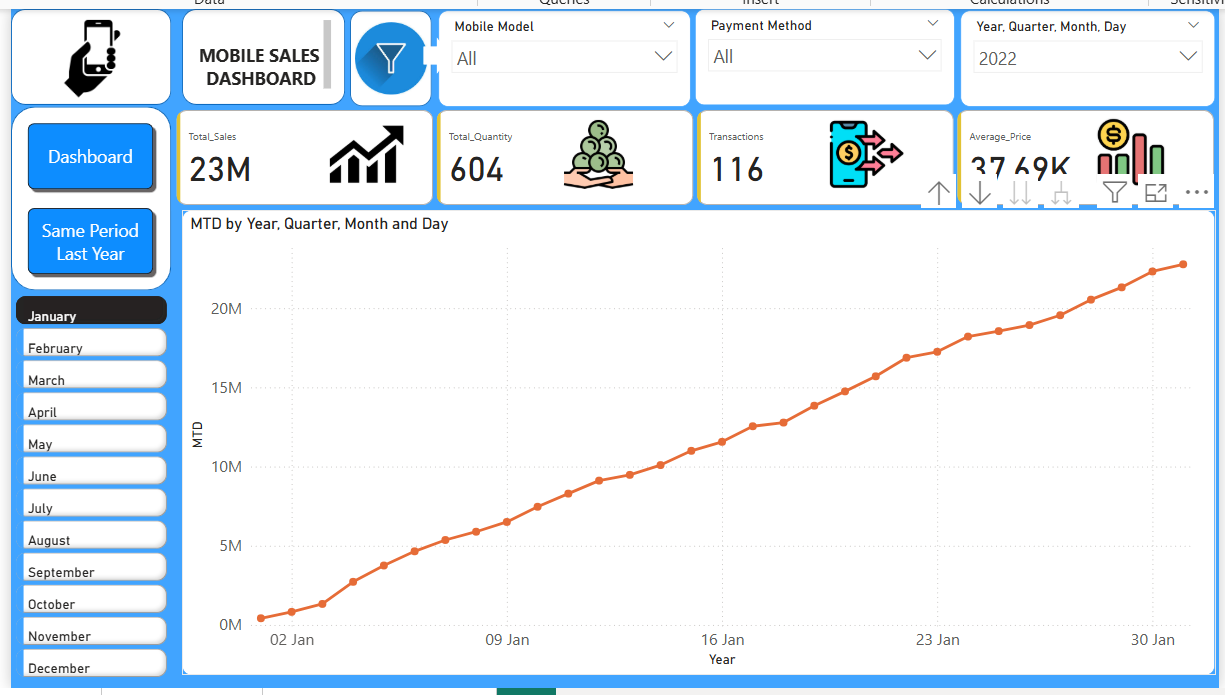 Data
Queries
Insert
Calculations
MOBILE SALES
DASHBOARD
Mobile Model
All
Payment Method
All
Year, Quarter, Month, Day
2022
Dashboard
Same Period
Last Year
Total_Sales
23M
Total_Quantity
604
Transactions
116
Average_Price
37.69K
January
February
March
April
May
June
July
August
September
October
November
December
MTD by Year, Quarter, Month and Day
MTD
20M
15M
10M
5M
0M
02 Jan
09 Jan
16 Jan
23 Jan
30 Jan
Year